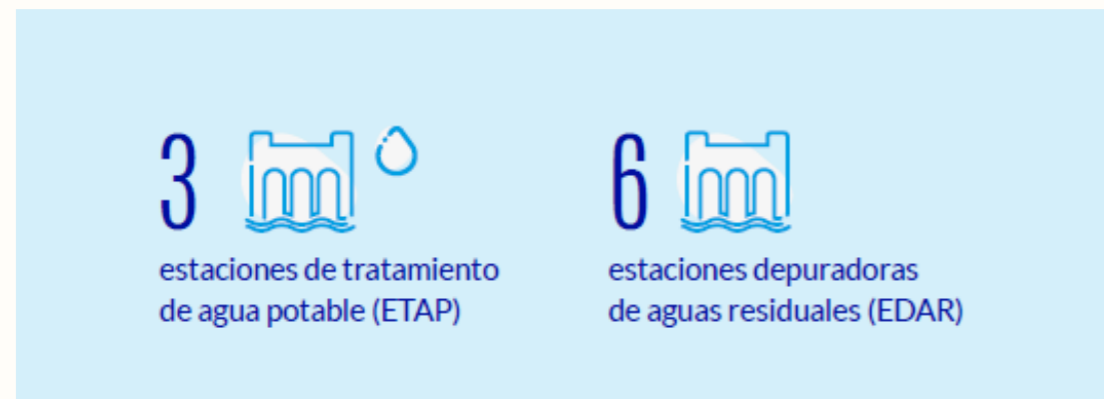 3
estaciones de tratamiento
de agua potable (ETAP)
6
estaciones depuradoras
de aguas residuales (EDAR)